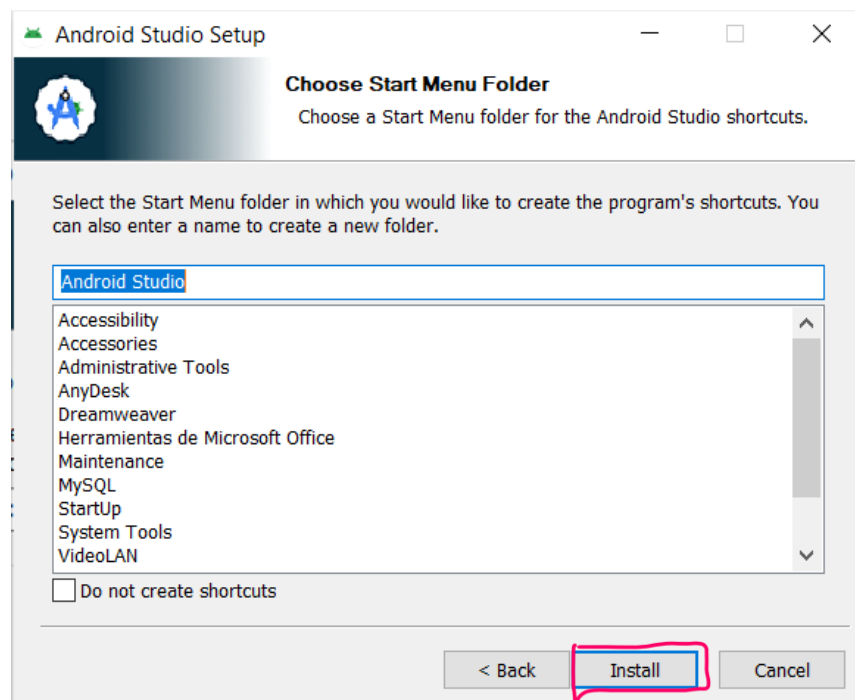 Android Studio Setup
Choose Start Menu Folder
Choose a Start Menu folder for the Android Studio shortcuts.
Select the Start Menu folder in which you would like to create the program's shortcuts. You
can also enter a name to create a new folder.
Android Studio
Accessibility
Accessories
Administrative Tools
AnyDesk
Dreamweaver
Herramientas de Microsoft Office
Maintenance
MySQL
StartUp
System Tools
VideoLAN
Do not create shortcuts
< Back Install Cancel